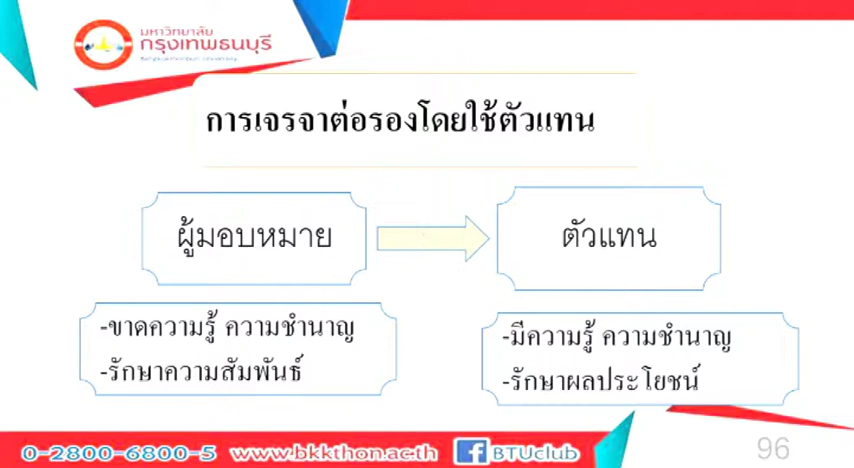 มหาวิทยาลัย
กรุงเทพธนบุรี
การเจรจาต่อรองโดยใช้ตัวแทน
ผู้มอบหมาย
ตัวแทน
-ขาดความรู้ ความชำนาญ
-รักษาความสัมพันธ์
-มีความรู้ ความชำนาญ
-รักษาผลประโยชน์
0-2800-6800-5 www.bkkthon.ac.th f BTUclub
96